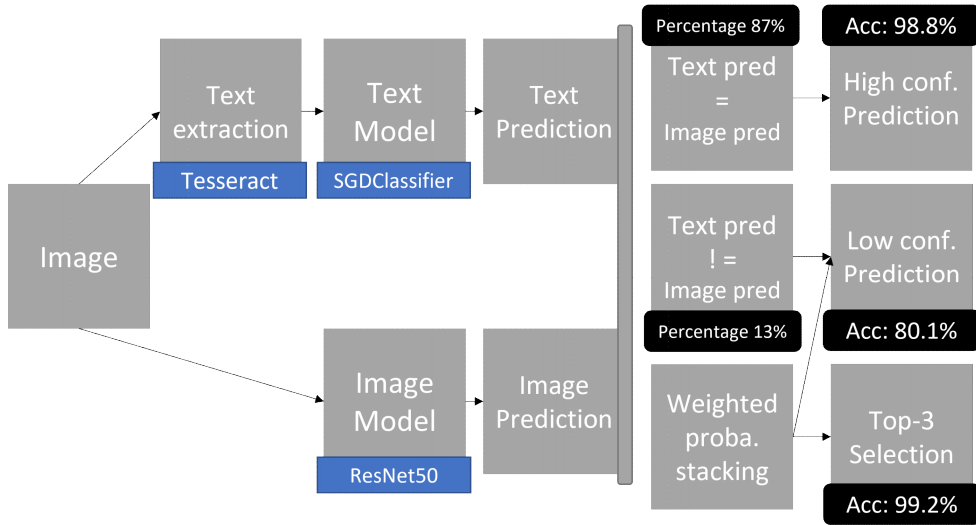 Image
Text
extraction
Tesseract
Text
Model
SGDClassifier
Text
Prediction
Image
Model
ResNet50
Image
Prediction
Percentage 87%
Text pred
=
Image pred
Acc: 98.8%
High conf.
Prediction
Text pred
! =
Image pred
Percentage 13%
Low conf.
Prediction
Acc: 80.1%
Weighted
proba.
stacking
Top-3
Selection
Acc: 99.2%